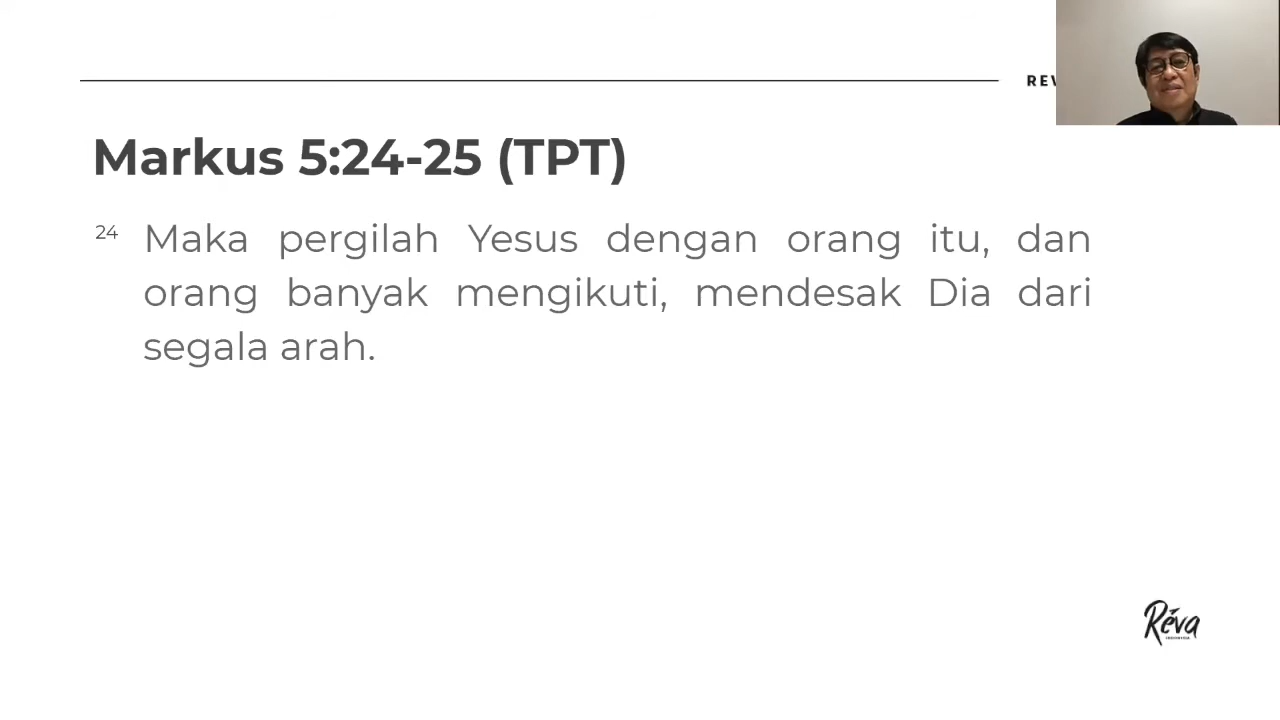 Markus 5:24-25 (TPT)
24 Maka pergilah Yesus dengan orang itu, dan
orang banyak mengikuti, mendesak Dia dari
segala arah.
Réva